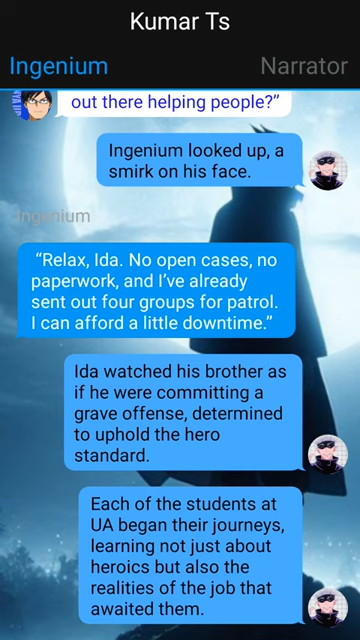 Kumar Ts
Ingenium
Narrator
out there helping people?”
Ingenium looked up, a
smirk on his face.
Ingenium
“Relax, Ida. No open cases, no
paperwork, and I’ve already
sent out four groups for patrol.
I can afford a little downtime.”
Ida watched his brother as
if he were committing a
grave offense, determined
to uphold the hero
standard.
Each of the students at
UA began their journeys,
learning not just about
heroics but also the
realities of the job that
awaited them.